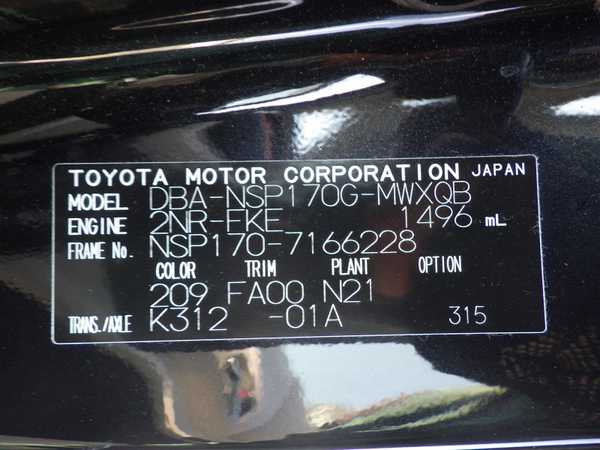 TOYOTA MOTOR CORPORATION JAPAN
MODEL DBA-NSP170G-MWXQB
ENGINE 2NR-FKE 1496 mL
FRAME No. NSP170-7166228
COLOR TRIM PLANT OPTION
209 FA00 N21
TRANS./AXLE K312 -01A 315